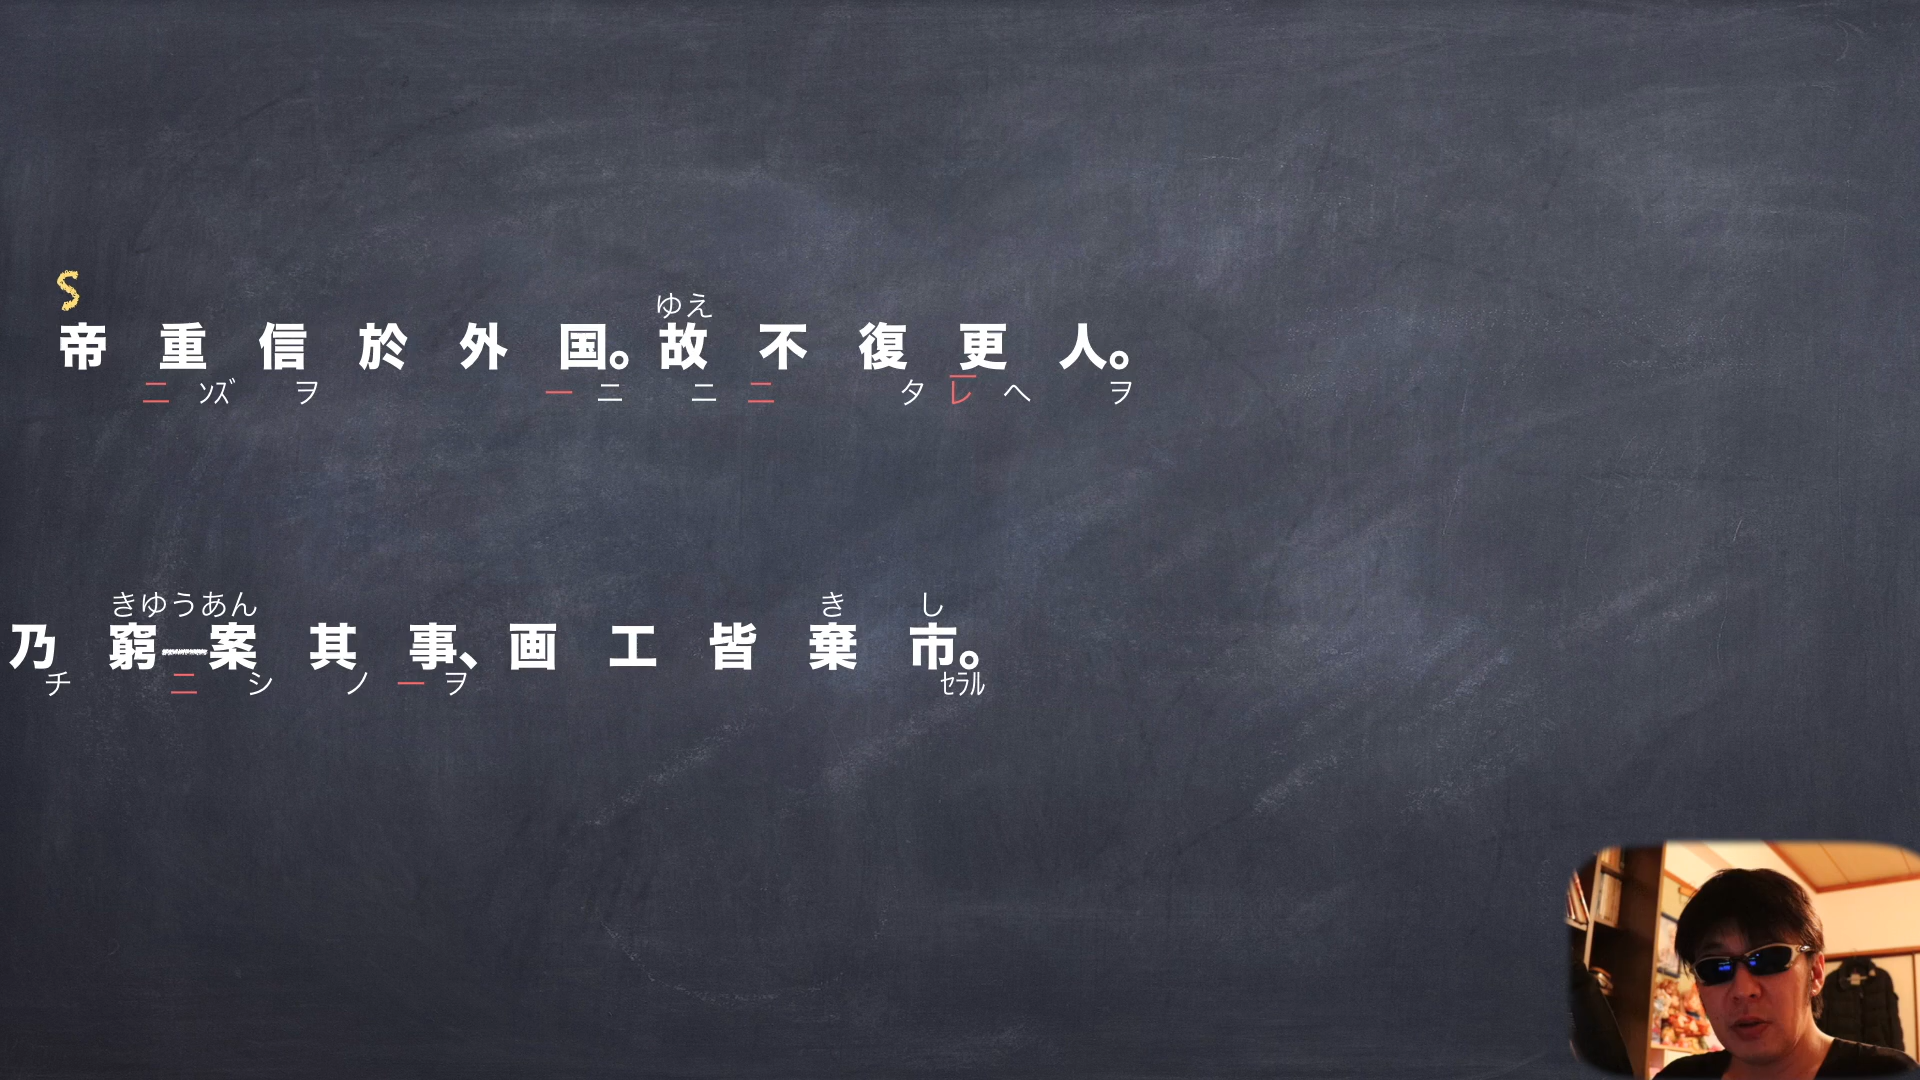 S
ゆえ
帝重信於外国。故不復更人。
二 ンズ ヲ 一 ニ ニ 二 タ 一レ ヘ ヲ
きゆうあん き し
乃窮―案其事、画工皆棄市。
チ 二 シ ノ 一 ヲ セラル